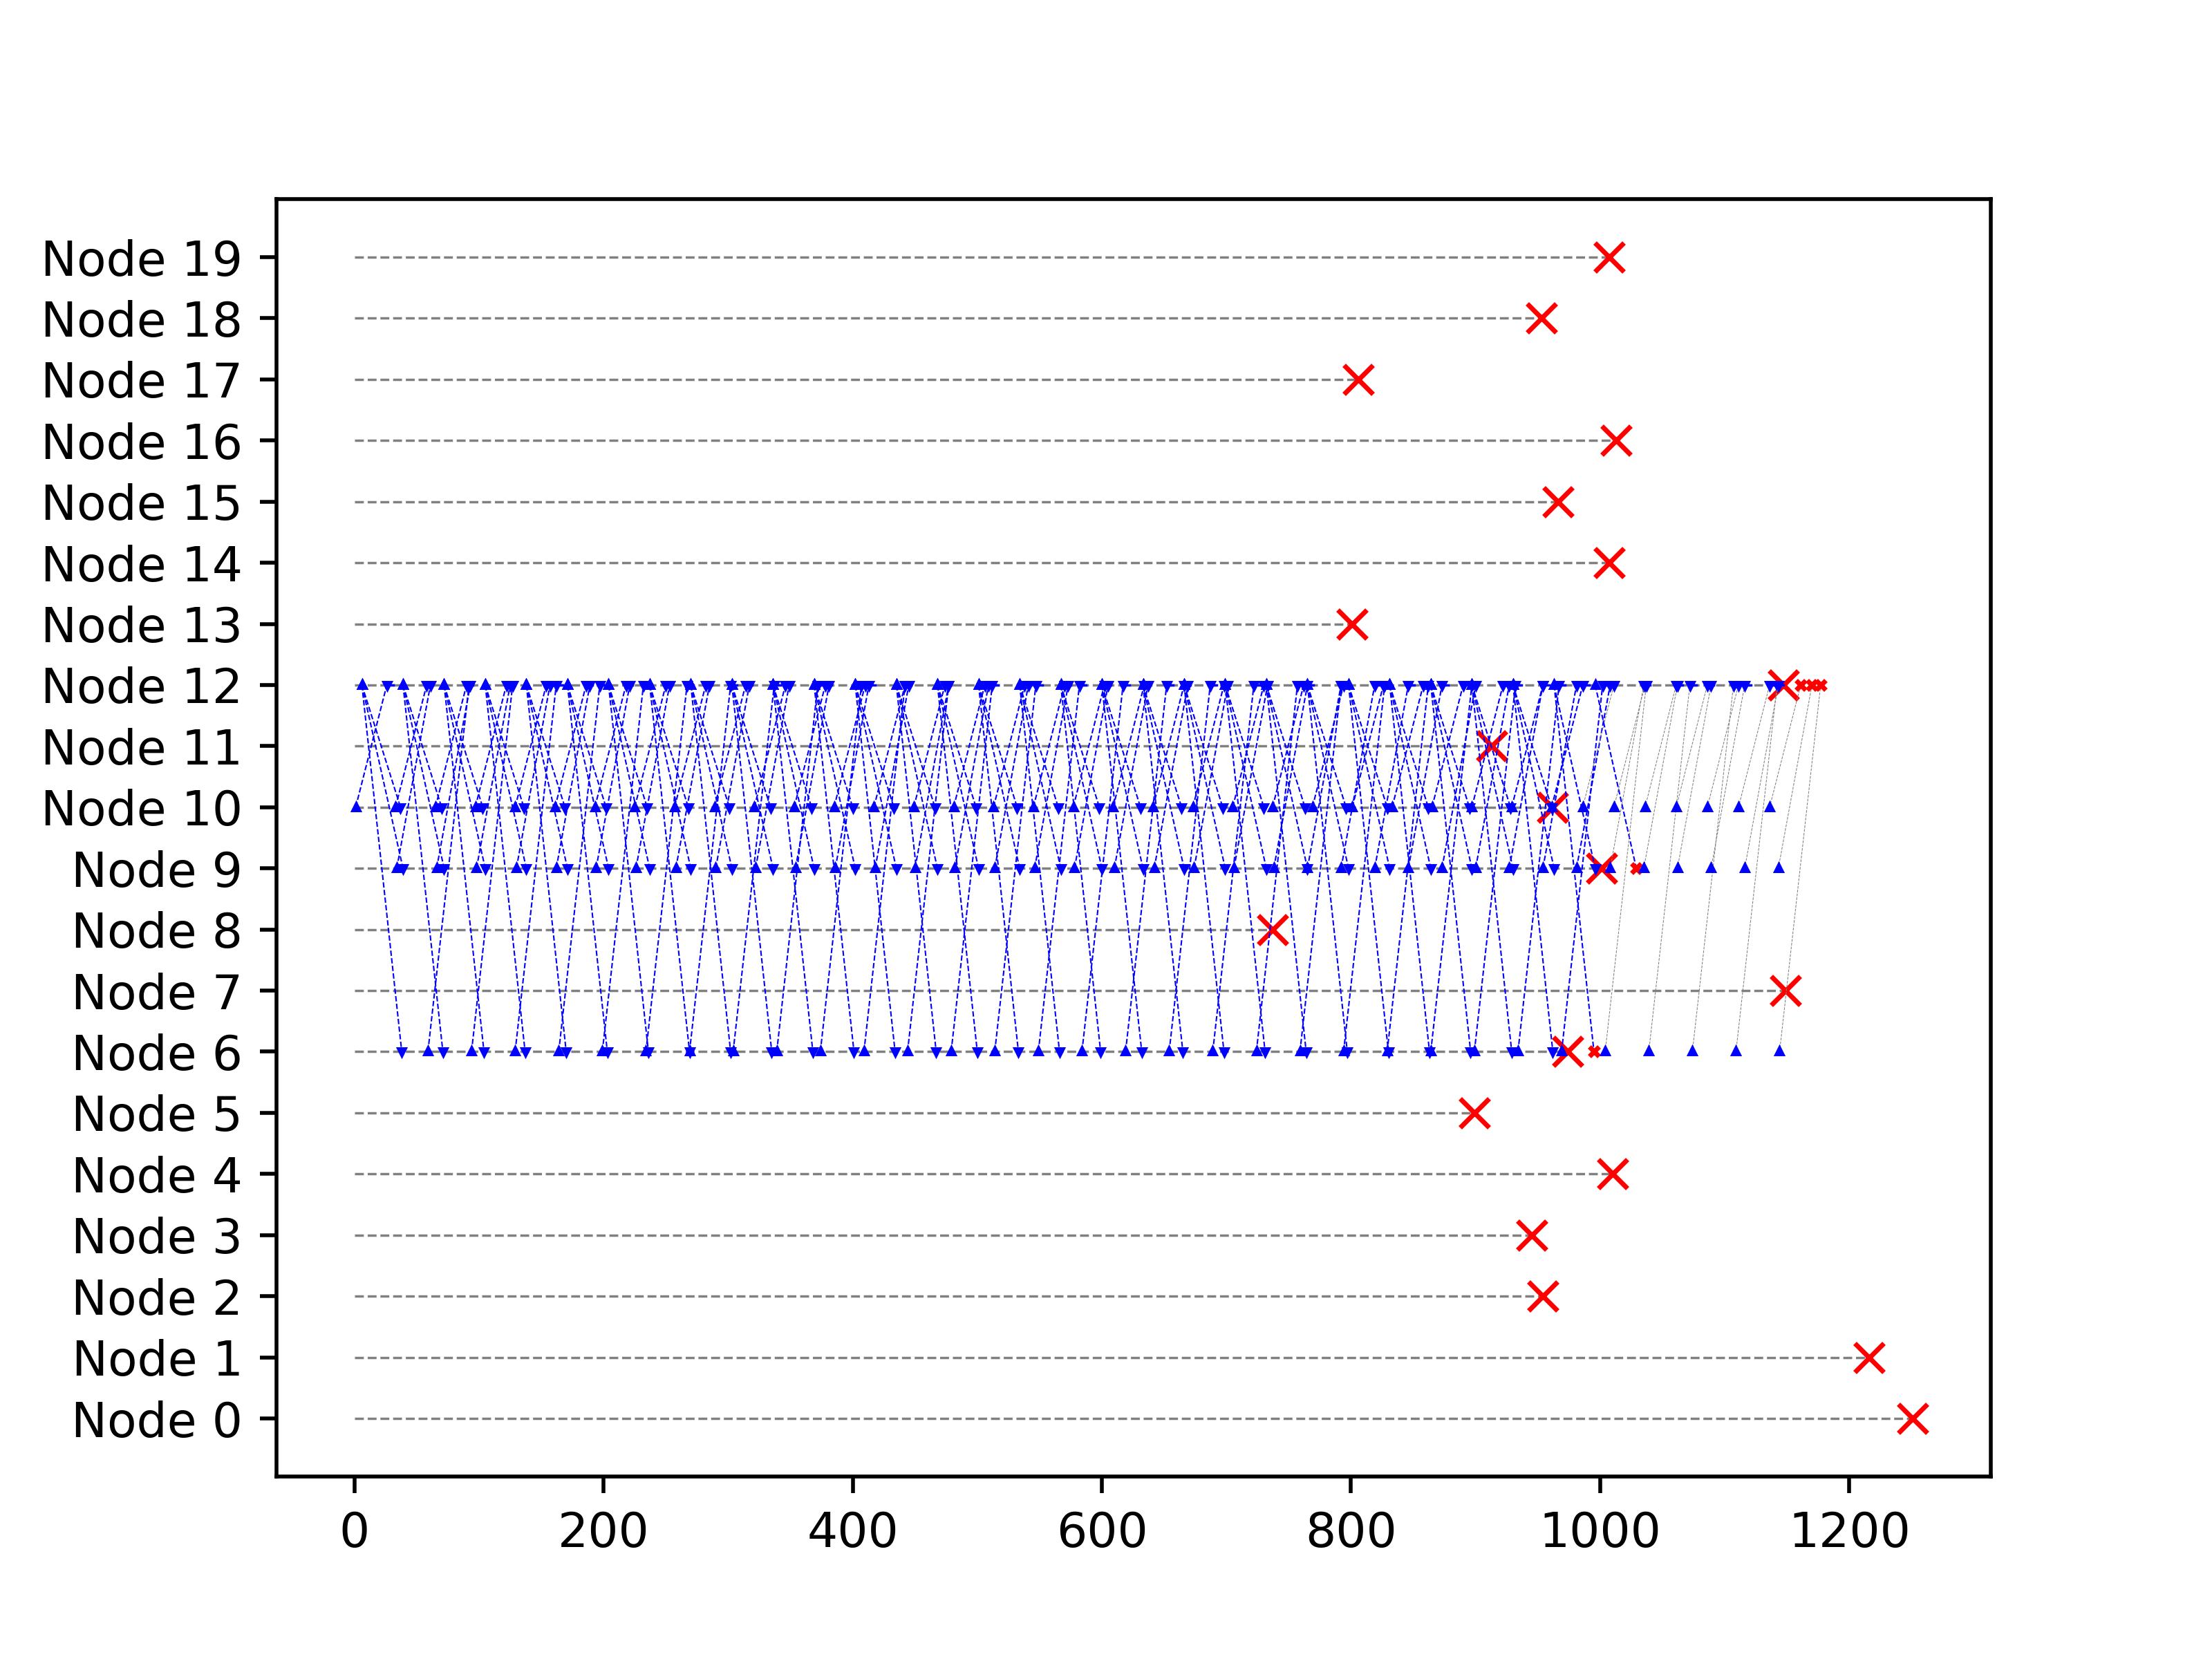 Node 19
Node 18
Node 17
Node 16
Node 15
Node 14
Node 13
Node 12
Node 11
Node 10
Node 9
Node 8
Node 7
Node 6
Node 5
Node 4
Node 3
Node 2
Node 1
Node 0
0 200 400 600 800 1000 1200